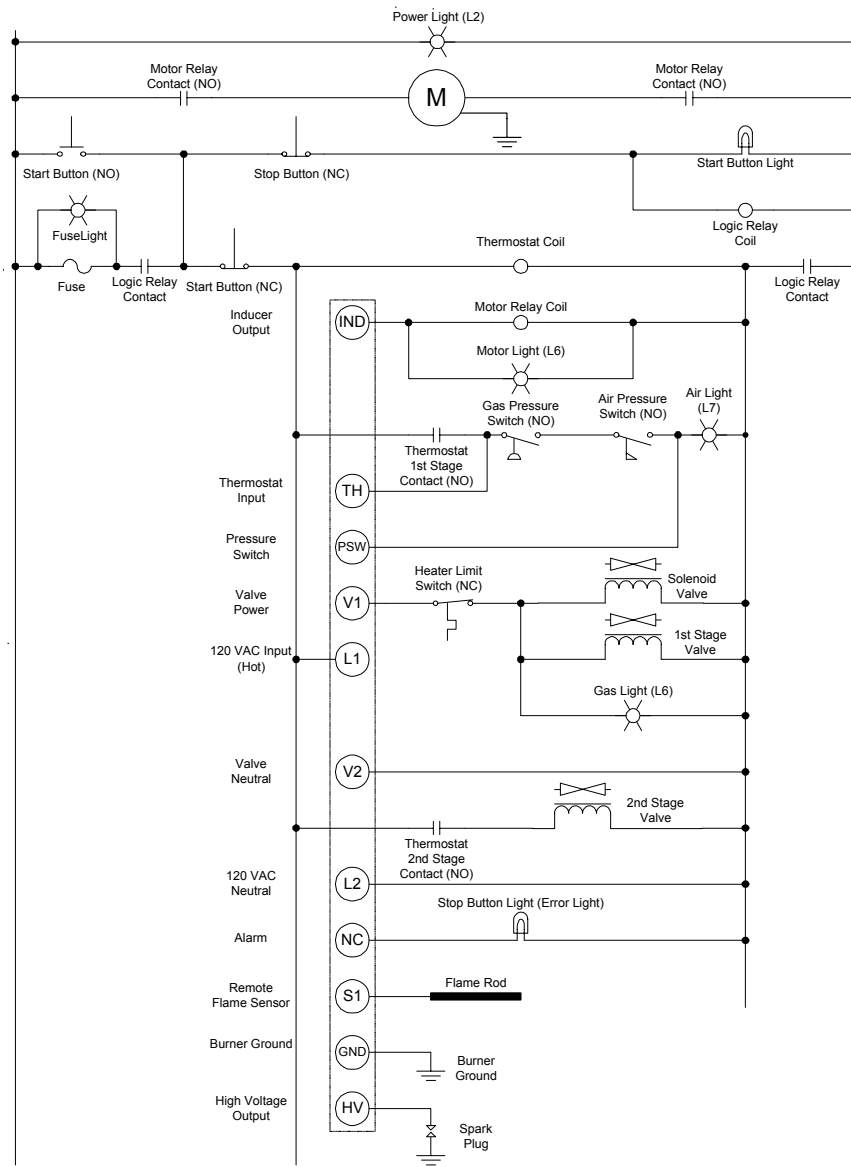 Power Light (L2)
Motor Relay
Contact (NO)
M
Motor Relay
Contact (NO)
Start Button (NO)
Stop Button (NC)
Start Button Light
Logic Relay
Coil
FuseLight
Fuse
Logic Relay
Contact
Start Button (NC)
Thermostat Coil
Logic Relay
Contact
Inducer
Output
IND
Motor Relay Coil
Motor Light (L6)
Gas Pressure
Switch (NO)
Air Pressure
Switch (NO)
Air Light
(L7)
Thermostat
1st Stage
Contact (NO)
Thermostat
Input
TH
Pressure
Switch
PSW
Valve
Power
V1
Heater Limit
Switch (NC)
Solenoid
Valve
120 VAC Input
(Hot)
L1
1st Stage
Valve
Gas Light (L6)
Valve
Neutral
V2
2nd Stage
Valve
Thermostat
2nd Stage
Contact (NO)
120 VAC
Neutral
L2
Stop Button Light (Error Light)
Alarm
NC
Remote
Flame Sensor
S1
Flame Rod
Burner Ground
GND
Burner
Ground
High Voltage
Output
HV
Spark
Plug